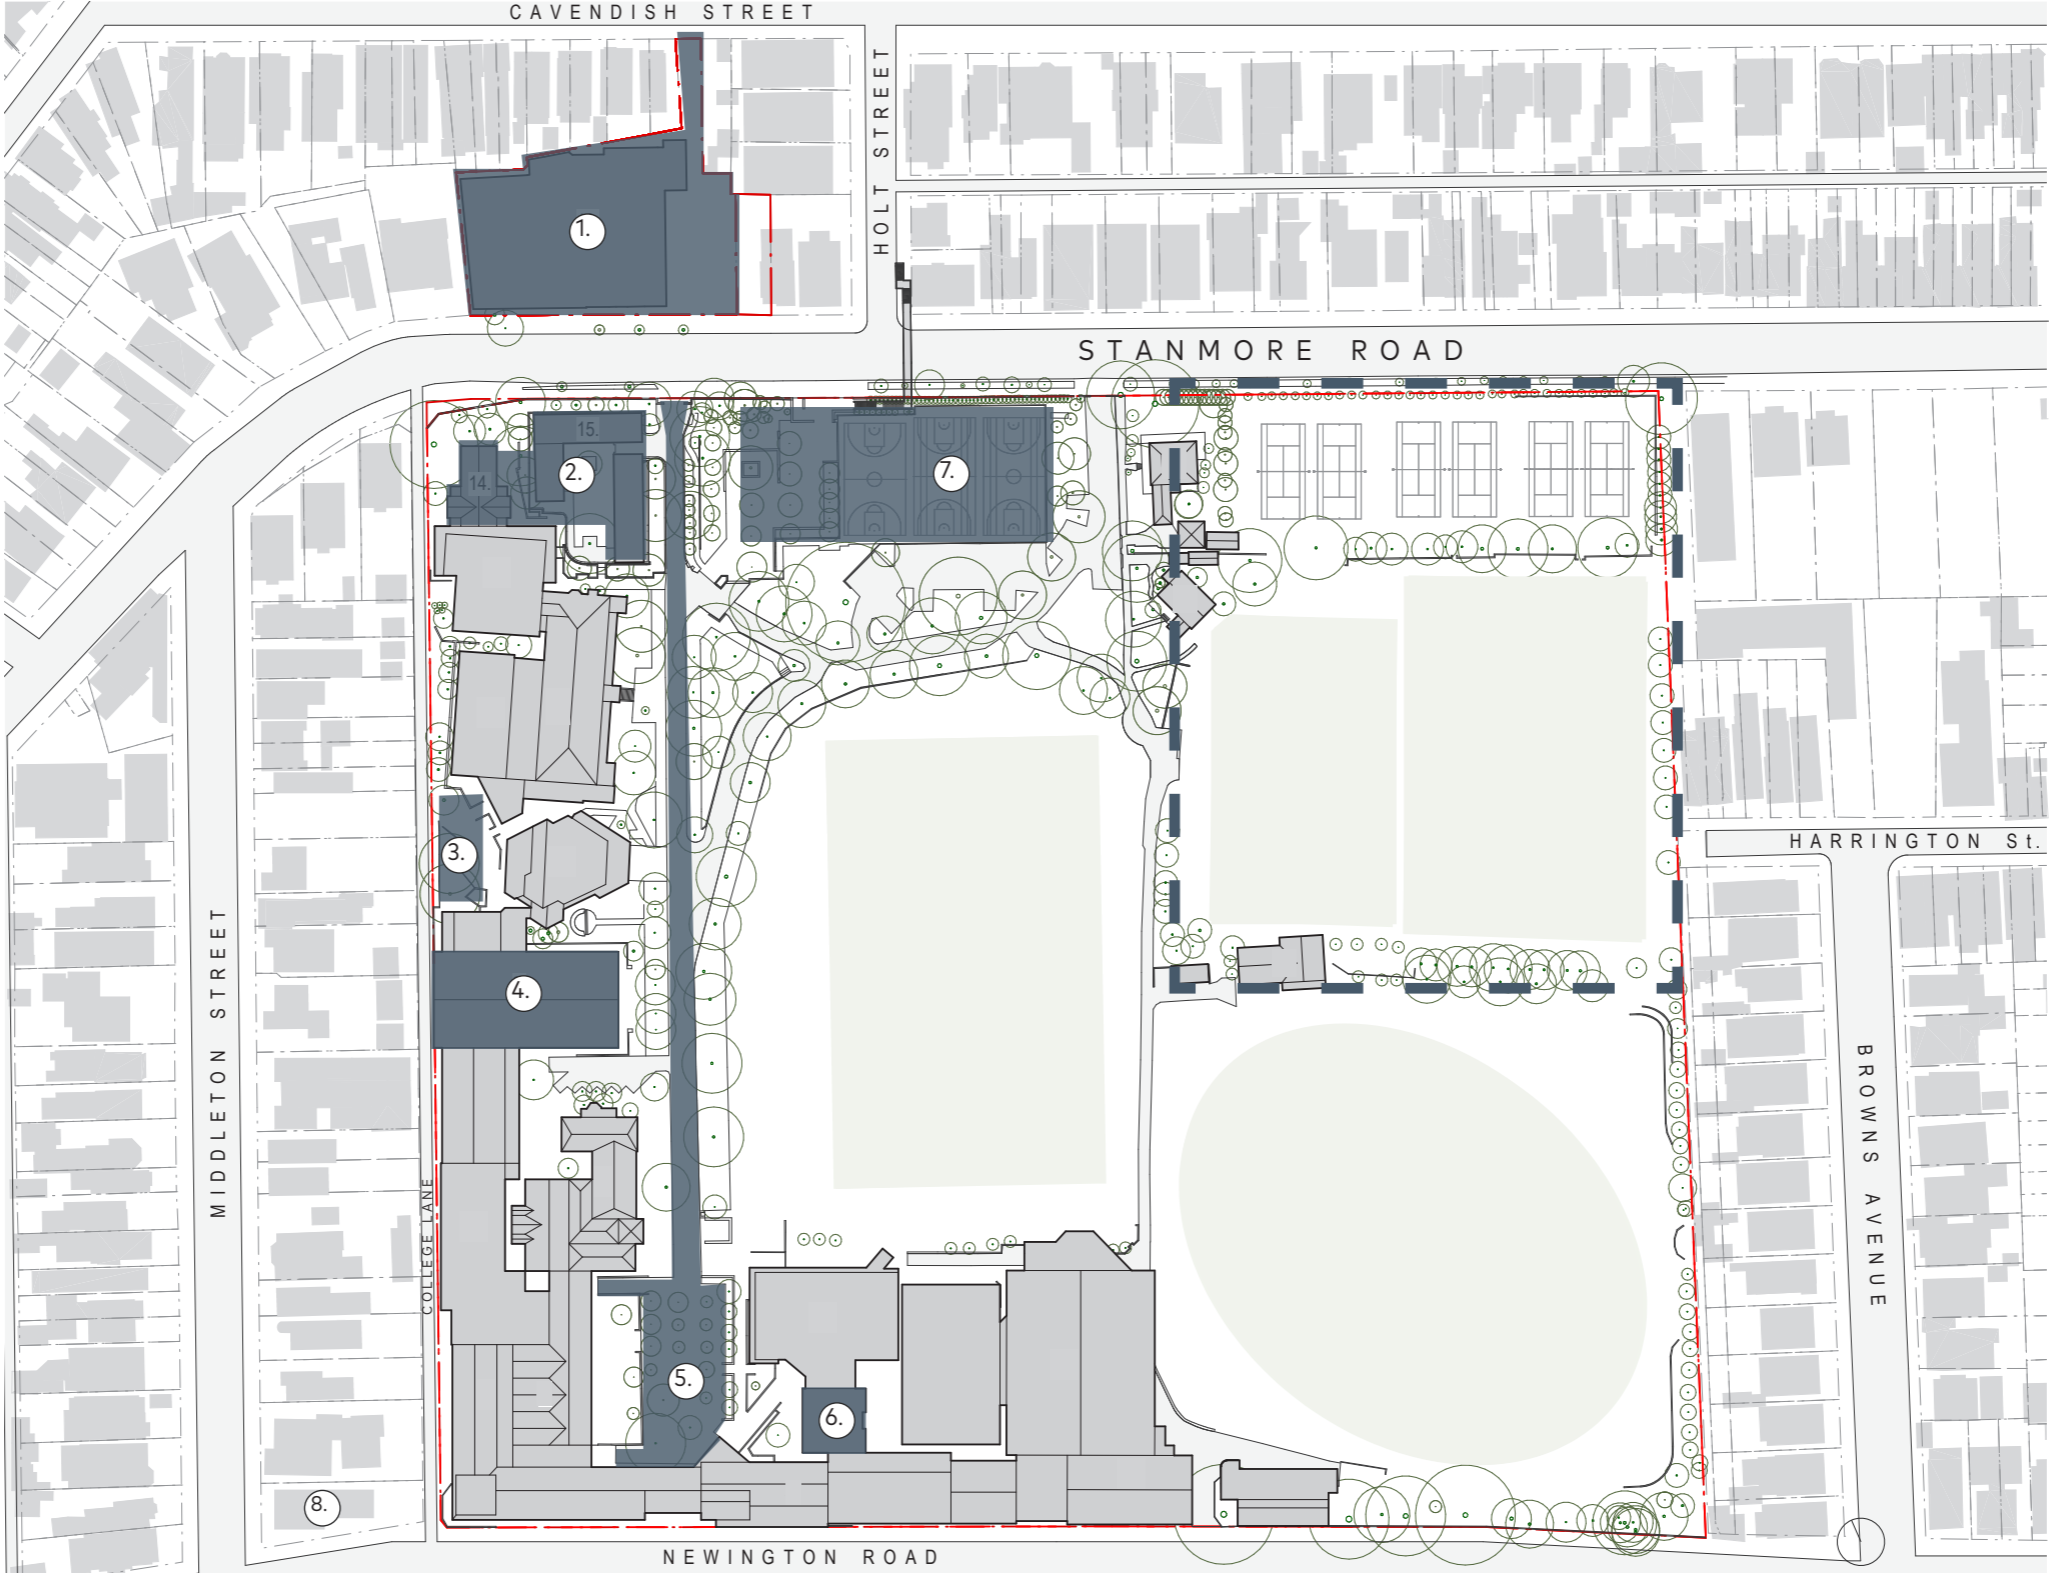 CAVENDISH STREET
HOLT STREET
1.
STANMORE ROAD
15.
2.
14.
7.
3.
HARRINGTON St.
4.
MIDDLETON STREET
BROWNS AVENUE
COLLEGE LANE
5.
6.
8.
NEWINGTON ROAD